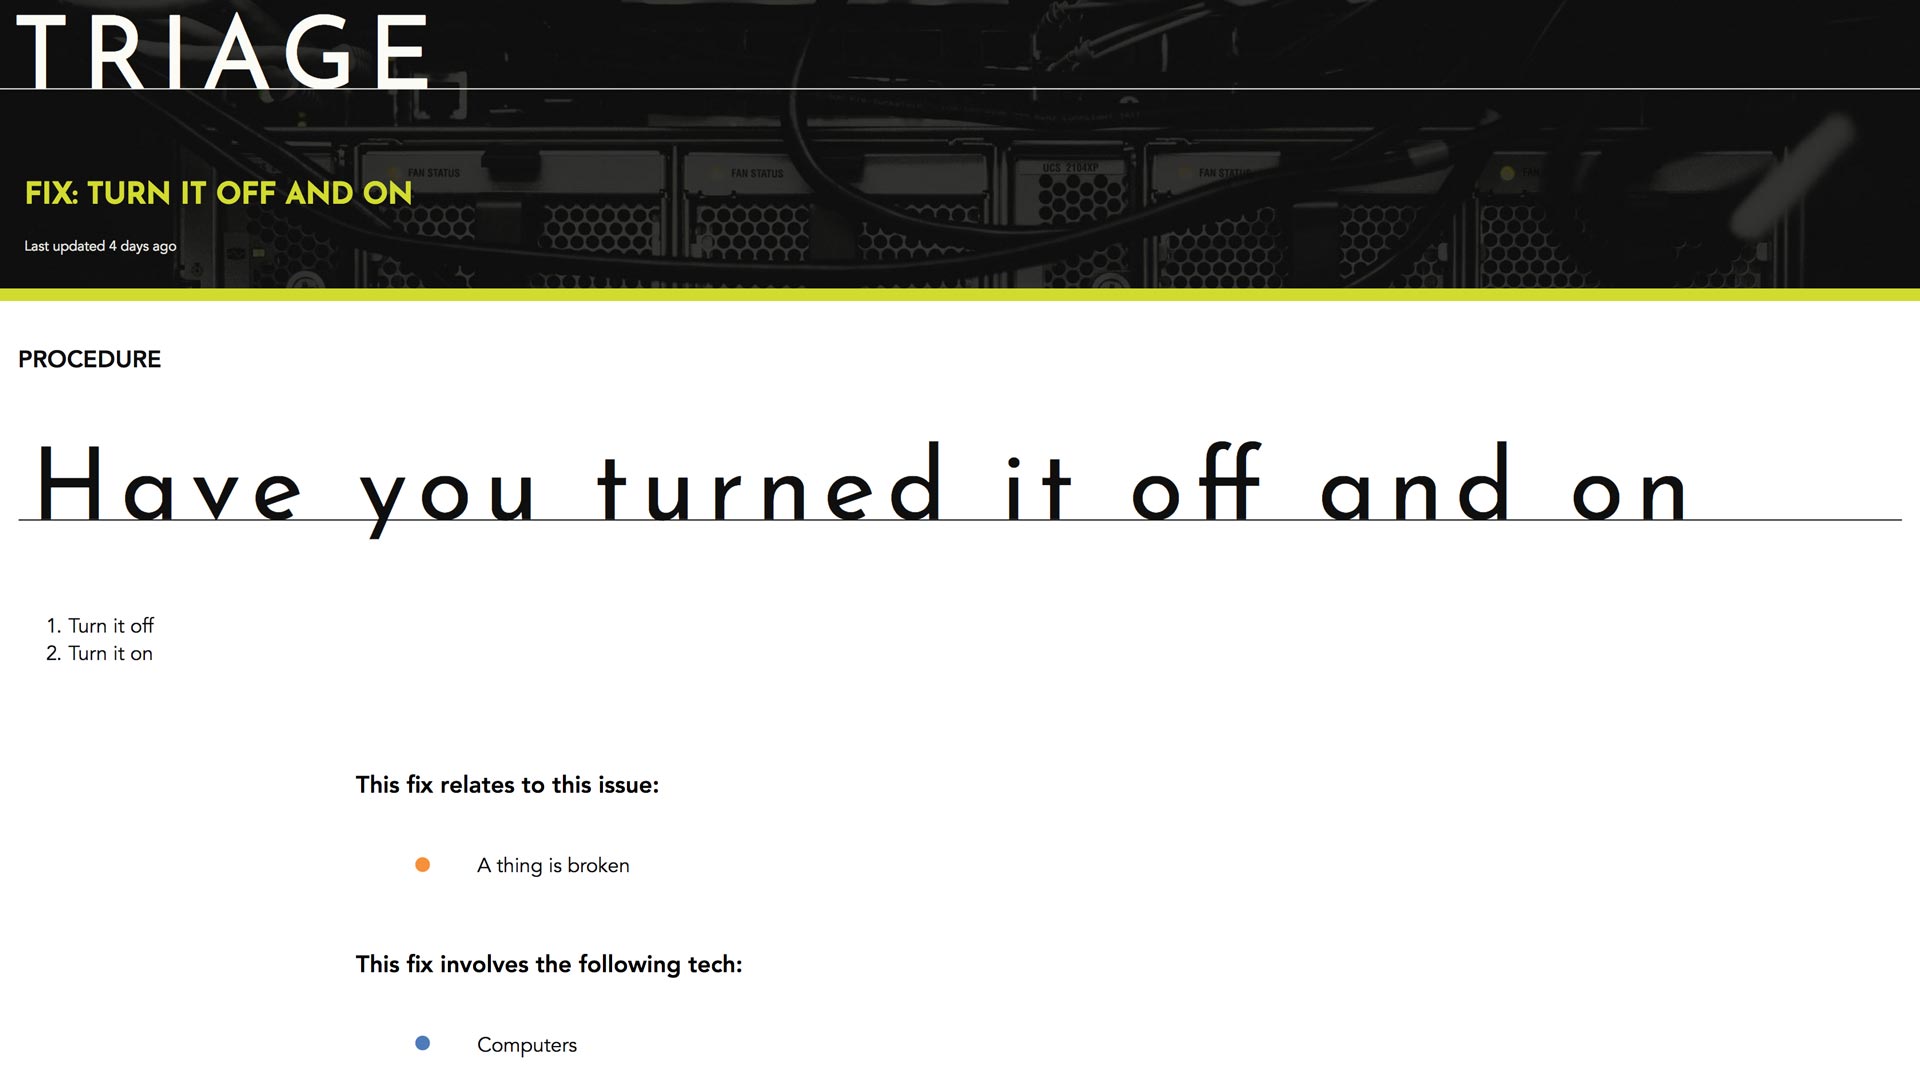 TRIAGE
FAN STATUS
FAN STATUS
UCS 2104XP
FAN STATUS
FAN
FIX: TURN IT OFF AND ON
Last updated 4 days ago
PROCEDURE
Have you turned it off and on
1. Turn it off
2. Turn it on
This fix relates to this issue:
A thing is broken
This fix involves the following tech:
Computers